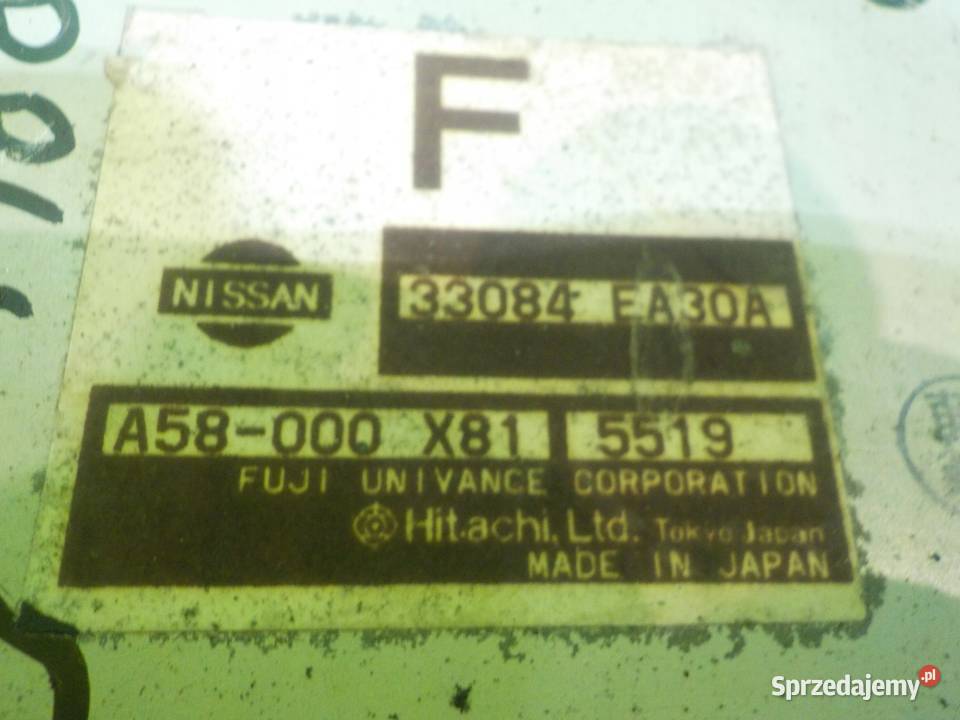 F
NISSAN
33084 EA30A
A58-000 X81 5519
FUJI UNIVANCE CORPORATION
Hitachi, Ltd. Tokyo Japan
MADE IN JAPAN
Sprzedajemy.pl